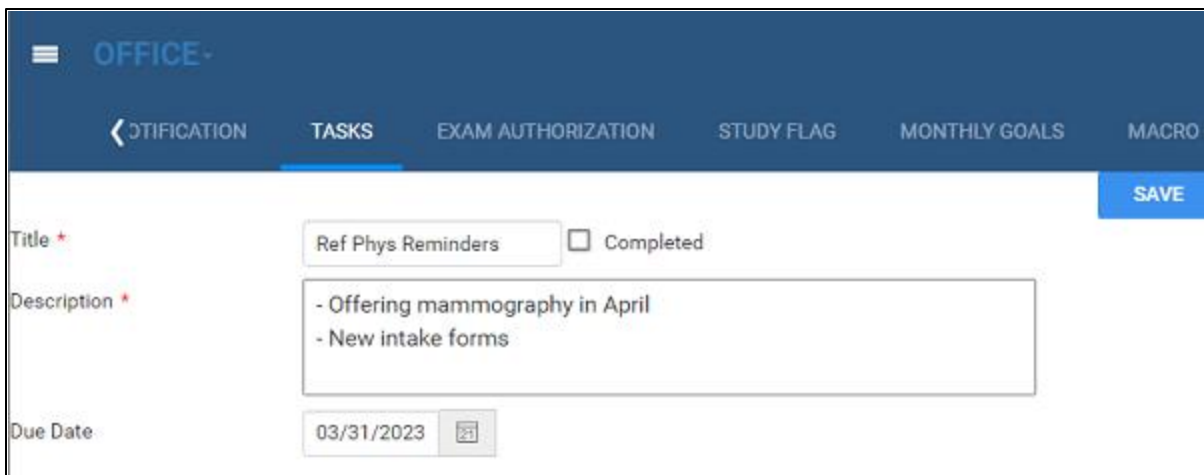 OFFICE
OTIFICATION TASKS EXAM AUTHORIZATION STUDY FLAG MONTHLY GOALS MACRO
SAVE
Title * Ref Phys Reminders Completed
Description * - Offering mammography in April
- New intake forms
Due Date 03/31/2023 21